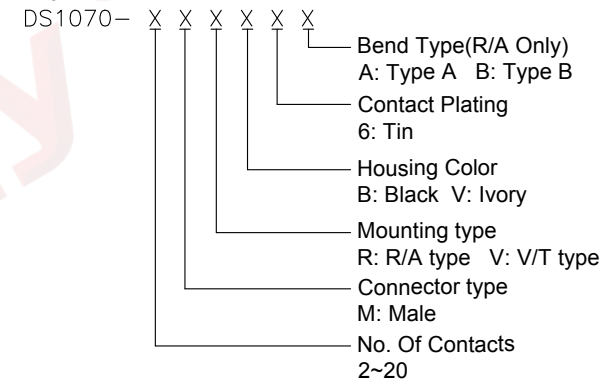 DS1070- X X X X X X
Bend Type(R/A Only)
A: Type A B: Type B
Contact Plating
6: Tin
Housing Color
B: Black V: Ivory
Mounting type
R: R/A type V: V/T type
Connector type
M: Male
No. Of Contacts
2~20